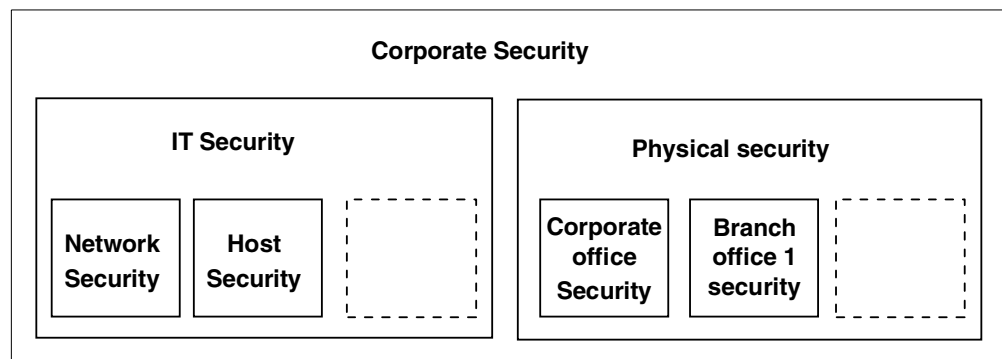 Corporate Security
IT Security
Physical security
Network
Security
Host
Security
Corporate
office
Security
Branch
office 1
security